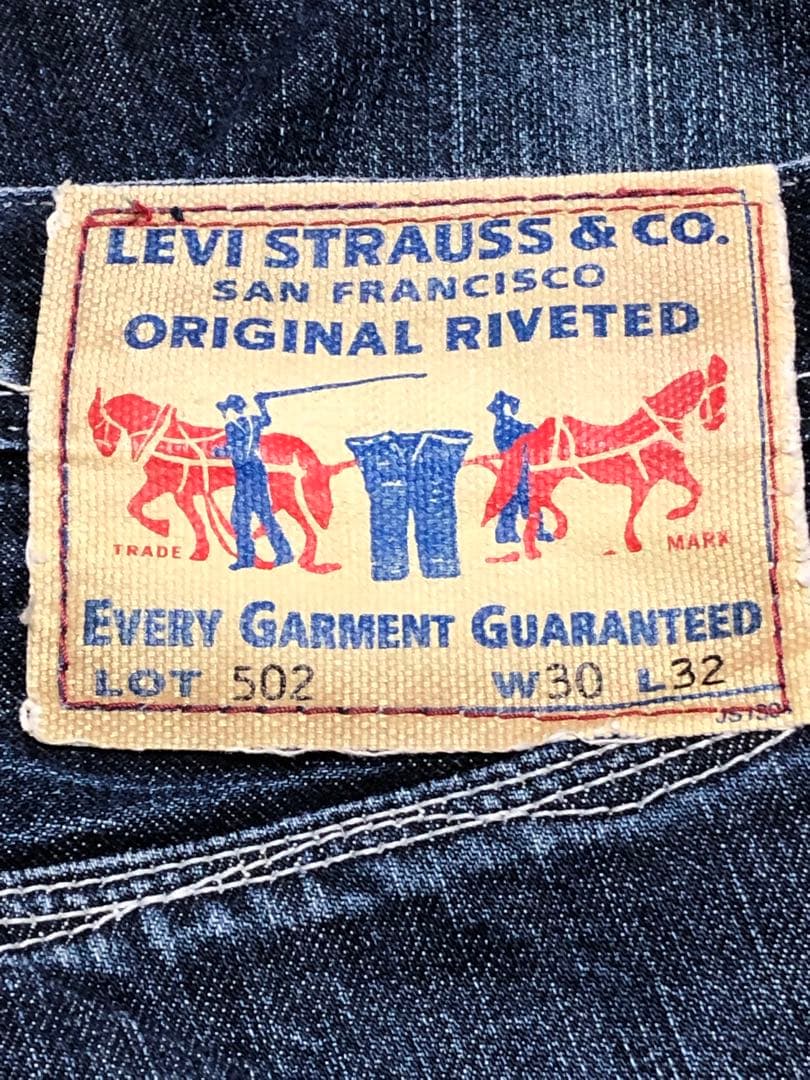 LEVI STRAUSS & CO.
SAN FRANCISCO
ORIGINAL RIVETED
TRADE MARK
EVERY GARMENT GUARANTEED
LOT 502 W30 L32